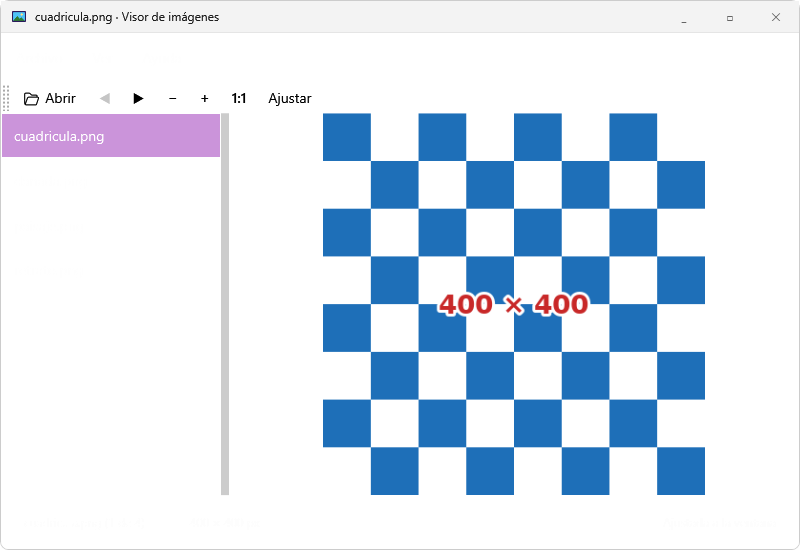 cuadricula.png · Visor de imágenes
Abrir − + 1:1 Ajustar
cuadricula.png
400 × 400